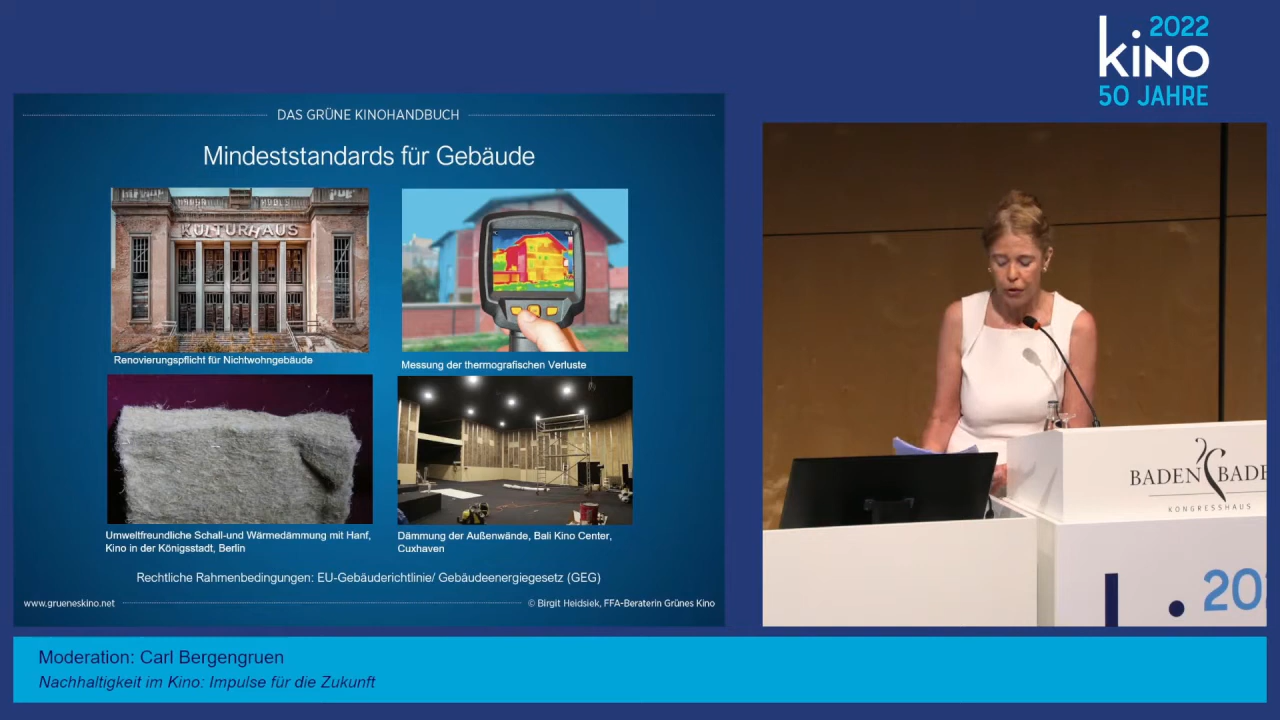 2022
kino
50 JAHRE
DAS GRÜNE KINOHANDBUCH
Mindeststandards für Gebäude
KULTURHAUS
Renovierungspflicht für Nichtwohngebäude
Messung der thermografischen Verluste
Umweltfreundliche Schall-und Wärmedämmung mit Hanf,
Kino in der Königsstadt, Berlin
Dämmung der Außenwände, Bali Kino Center,
Cuxhaven
Rechtliche Rahmenbedingungen: EU-Gebäuderichtlinie/ Gebäudeenergiegesetz (GEG)
www.grueneskino.net
© Birgit Heidsiek, FFA-Beraterin Grünes Kino
BADEN BADE
KONGRESSHAUS
20
Moderation: Carl Bergengruen
Nachhaltigkeit im Kino: Impulse für die Zukunft